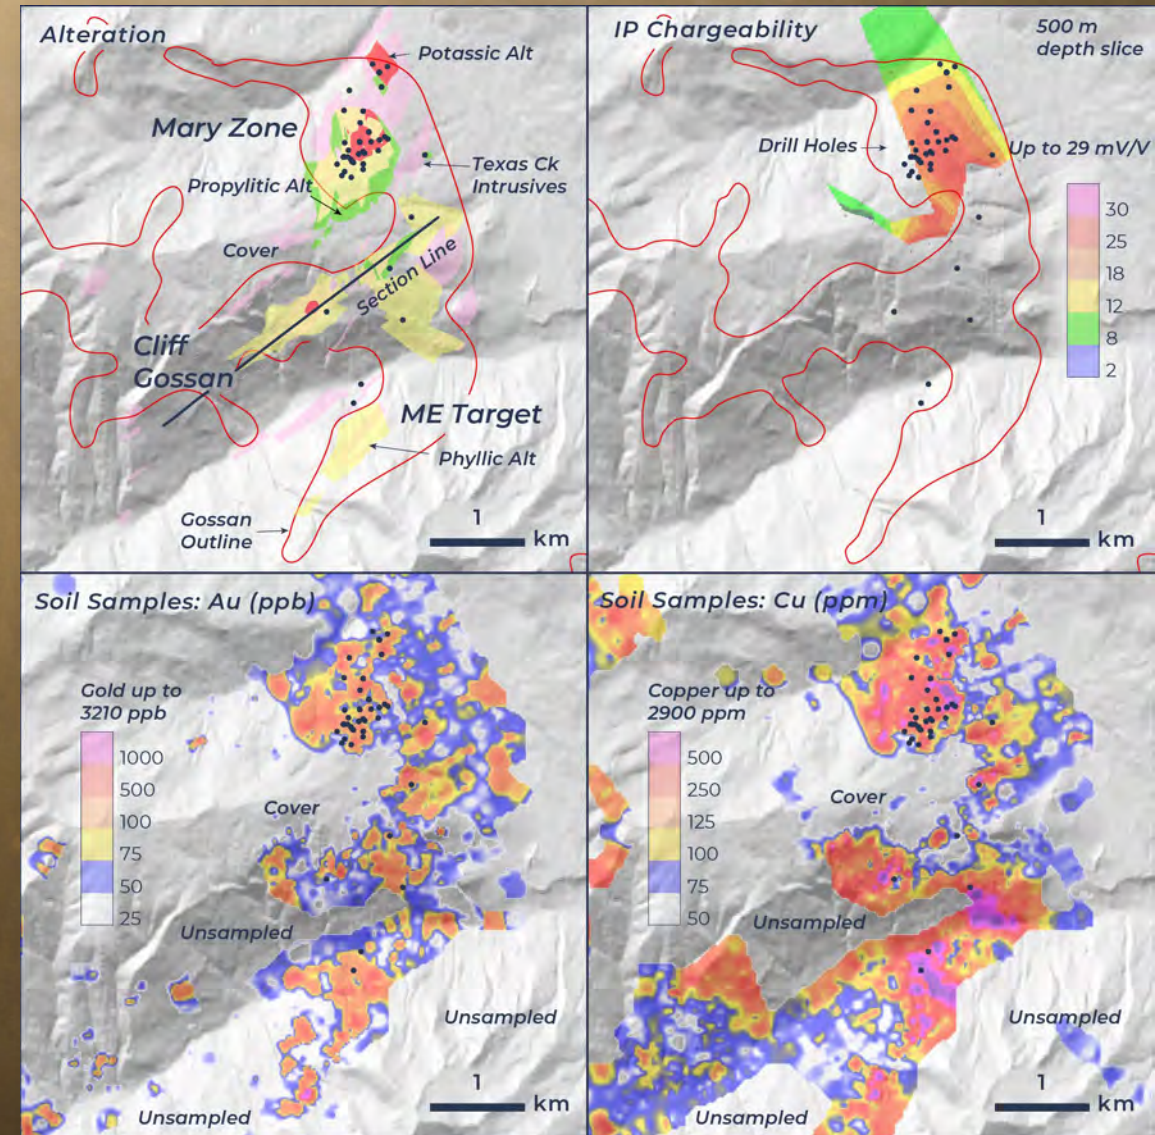 Alteration
Potassic Alt
Mary Zone
Texas Ck
Intrusives
Propylitic Alt
Cover
Section Line
Cliff
Gossan
ME Target
Phyllic Alt
Gossan
Outline
1
km
IP Chargeability
500 m
depth slice
Drill Holes
Up to 29 mV/V
30
25
18
12
8
2
1
km
Soil Samples: Au (ppb)
Gold up to
3210 ppb
1000
500
100
75
50
25
Cover
Unsampled
Unsampled
Unsampled
1
km
Soil Samples: Cu (ppm)
Copper up to
2900 ppm
500
250
125
100
75
50
Cover
Unsampled
Unsampled
Unsampled
1
km